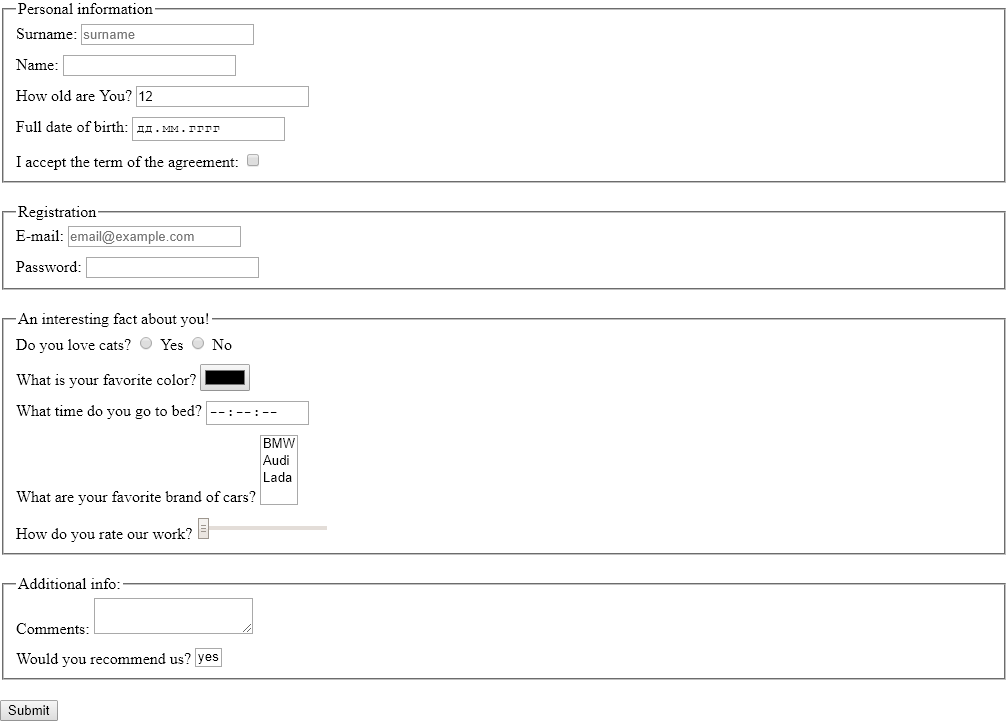 Personal information
Surname: surname
Name:
How old are You? 12
Full date of birth: дд.мм.гггг
I accept the term of the agreement:
Registration
E-mail: email@example.com
Password:
An interesting fact about you!
Do you love cats? Yes No
What is your favorite color?
What time do you go to bed? --:--:--
BMW
Audi
Lada
What are your favorite brand of cars?
How do you rate our work?
Additional info:
Comments:
Would you recommend us? yes
Submit